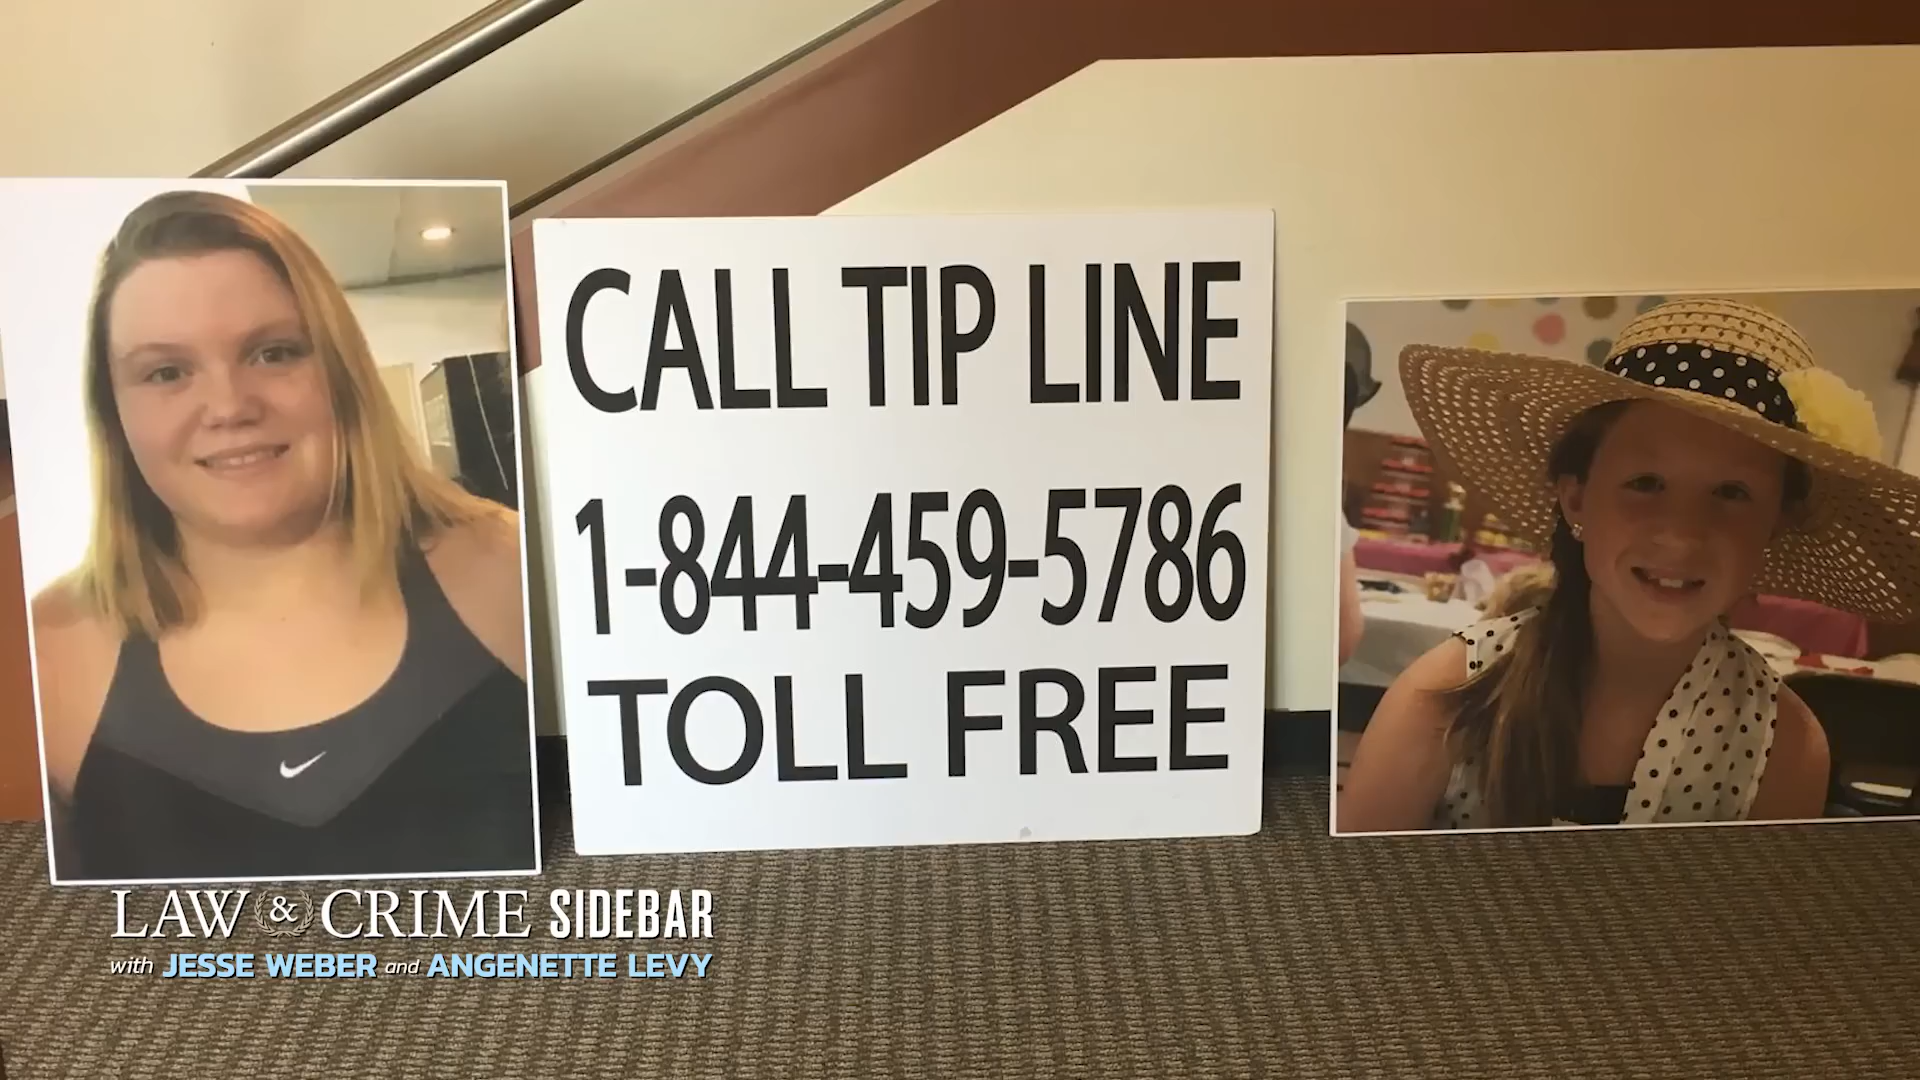 CALL TIP LINE
1-844-459-5786
TOLL FREE
LAW & CRIME SIDEBAR
with JESSE WEBER and ANGENETTE LEVY